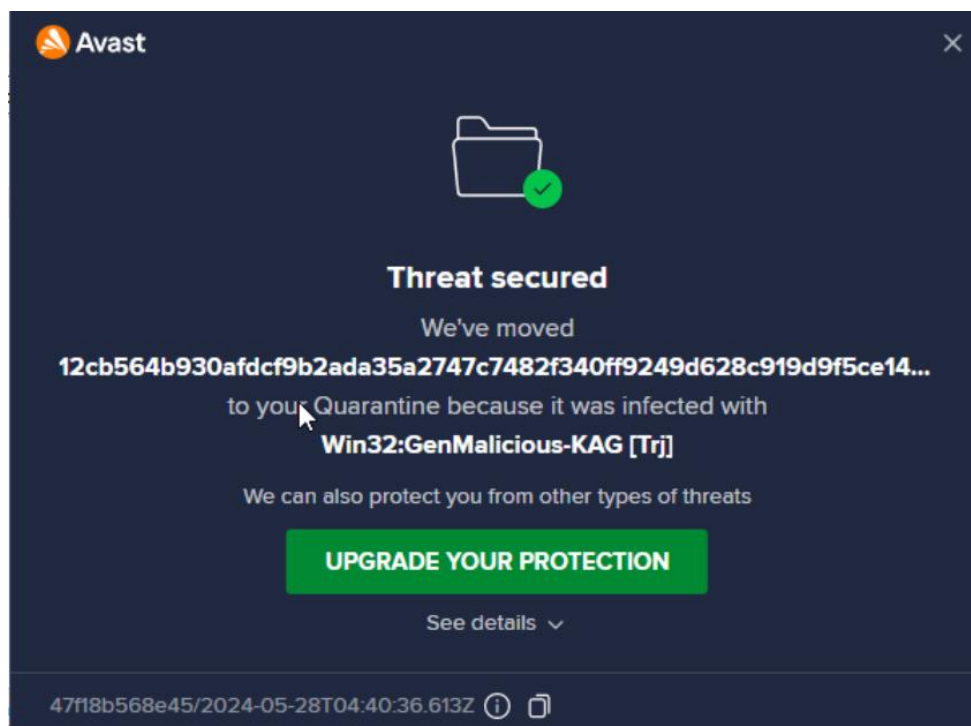 Avast
Threat secured
We've moved
12cb564b930afdcf9b2ada35a2747c7482f340ff9249d628c919d9f5ce14...
to your Quarantine because it was infected with
Win32:GenMalicious-KAG [Trj]
We can also protect you from other types of threats
UPGRADE YOUR PROTECTION
See details
47f18b568e45/2024-05-28T04:40:36.613Z